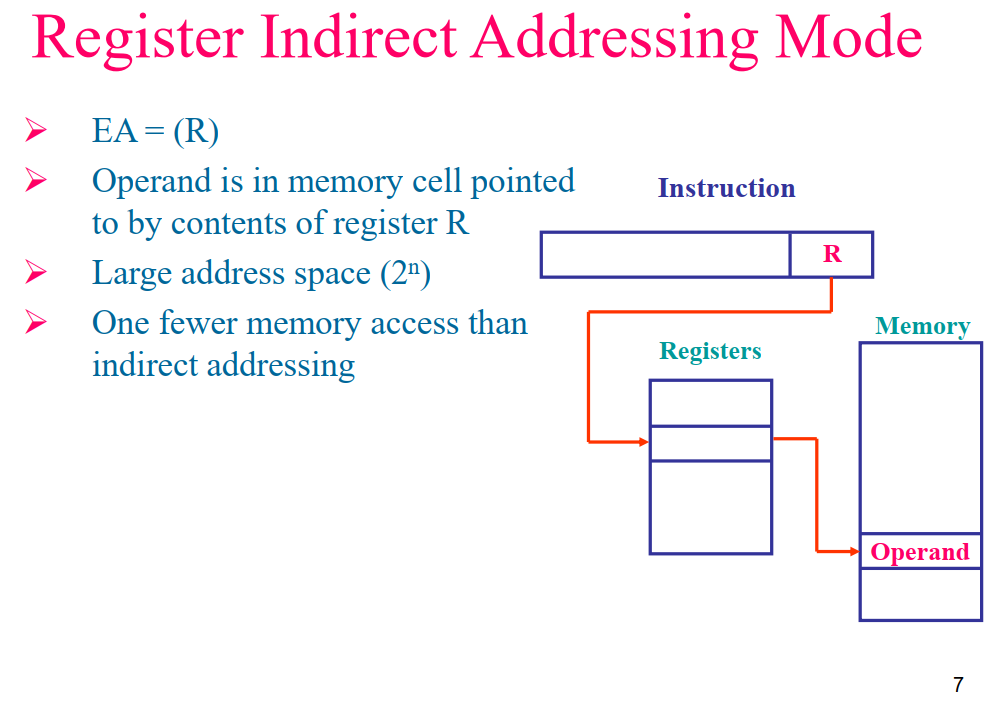 Register Indirect Addressing Mode
➢ EA = (R)
➢ Operand is in memory cell pointed
to by contents of register R
➢ Large address space (2ⁿ)
➢ One fewer memory access than
indirect addressing
Instruction
R
Registers
Memory
Operand
7